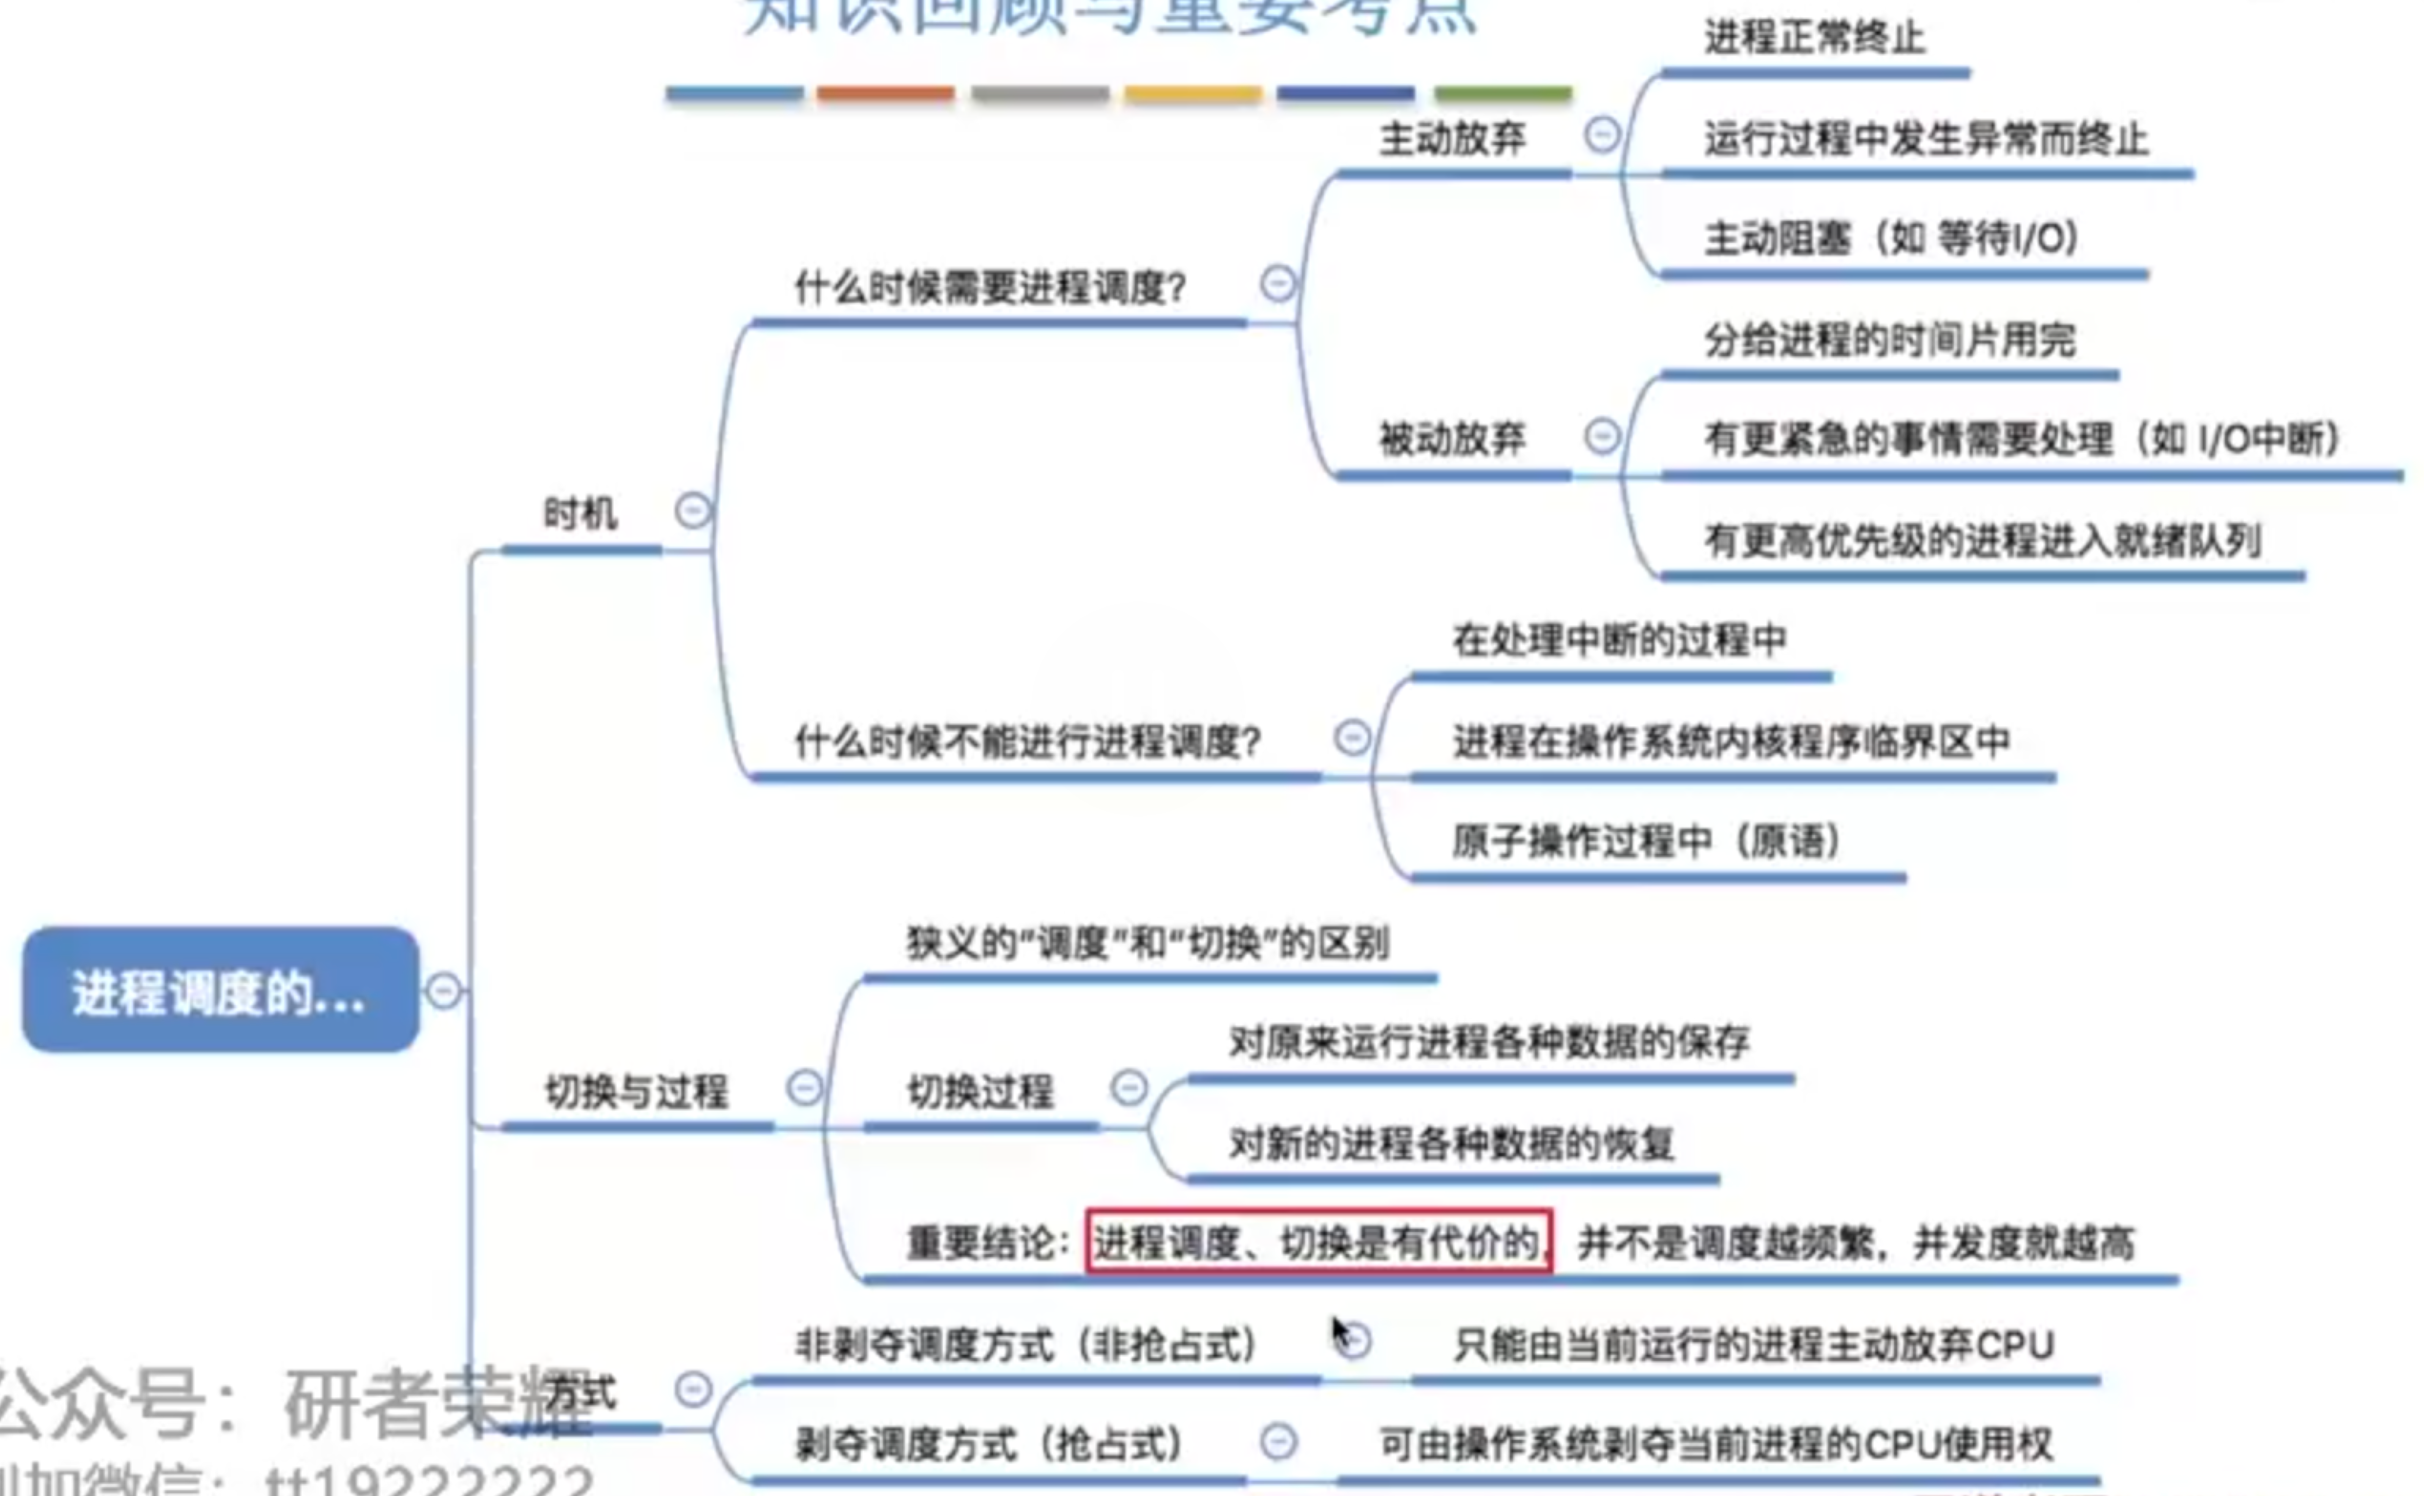 知识回顾与重要考点
进程正常终止
主动放弃
运行过程中发生异常而终止
主动阻塞（如 等待I/O）
什么时候需要进程调度？
分给进程的时间片用完
被动放弃
有更紧急的事情需要处理（如 I/O中断）
有更高优先级的进程进入就绪队列
时机
在处理中断的过程中
什么时候不能进行进程调度？
进程在操作系统内核程序临界区中
原子操作过程中（原语）
进程调度的...
狭义的“调度”和“切换”的区别
切换与过程
切换过程
对原来运行进程各种数据的保存
对新的进程各种数据的恢复
重要结论：进程调度、切换是有代价的，并不是调度越频繁，并发度就越高
方式
非剥夺调度方式（非抢占式）
只能由当前运行的进程主动放弃CPU
剥夺调度方式（抢占式）
可由操作系统剥夺当前进程的CPU使用权
公众号：研者荣耀
加微信：tt19222222